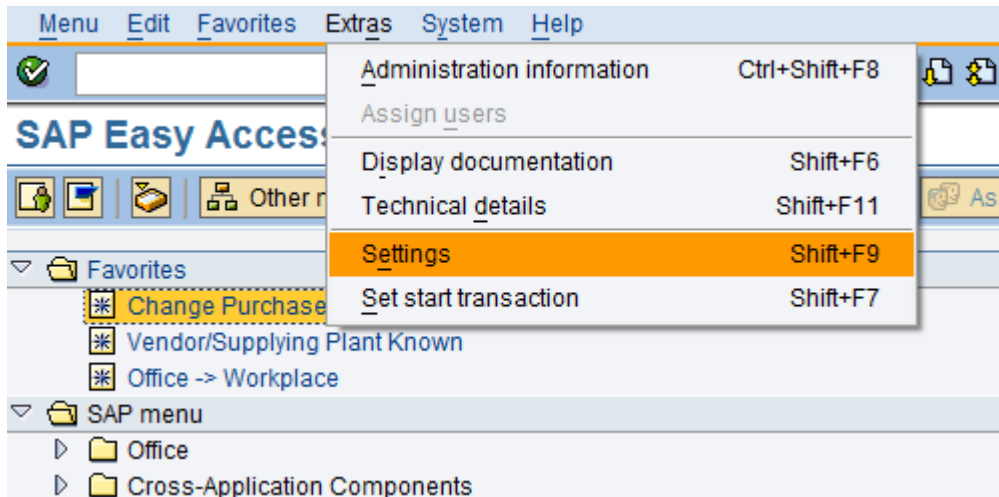 Menu Edit Favorites Extras System Help
Administration information Ctrl+Shift+F8
Assign users
SAP Easy Access
Display documentation Shift+F6
Other
Technical details Shift+F11
As
Settings Shift+F9
Favorites
Set start transaction Shift+F7
Change Purchase
Vendor/Supplying Plant Known
Office -> Workplace
SAP menu
Office
Cross-Application Components